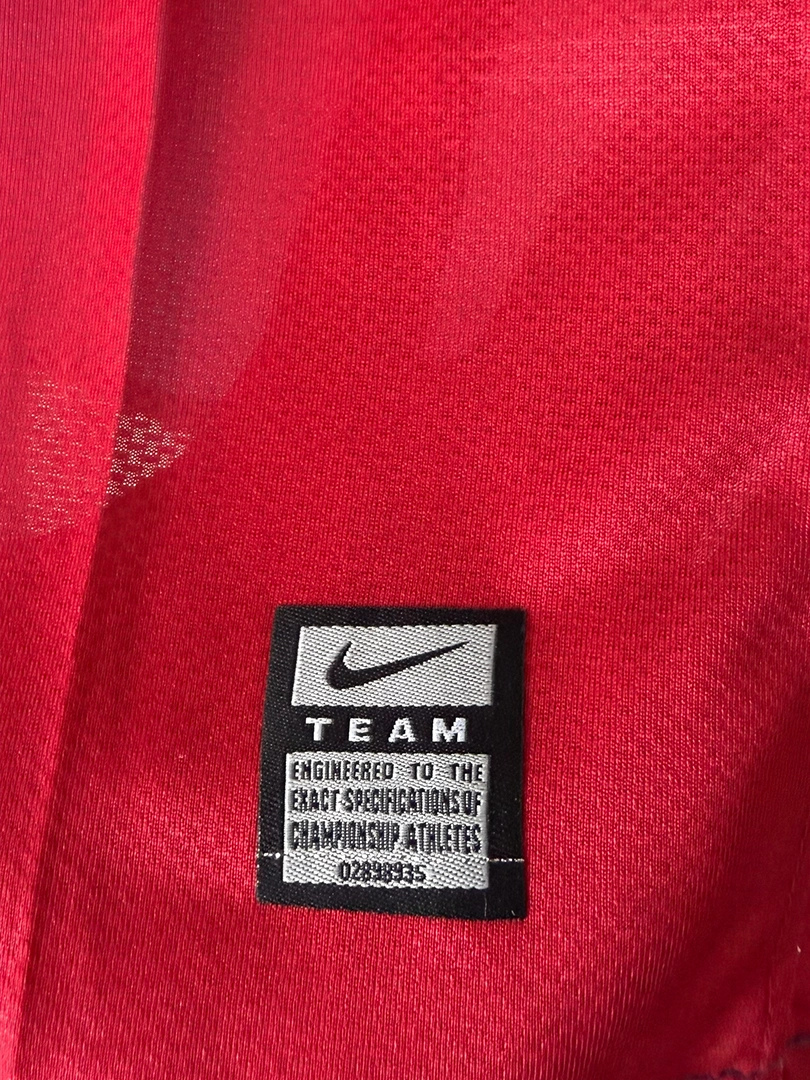 TEAM
ENGINEERED TO THE
EXACT SPECIFICATIONS OF
CHAMPIONSHIP ATHLETES
02898935